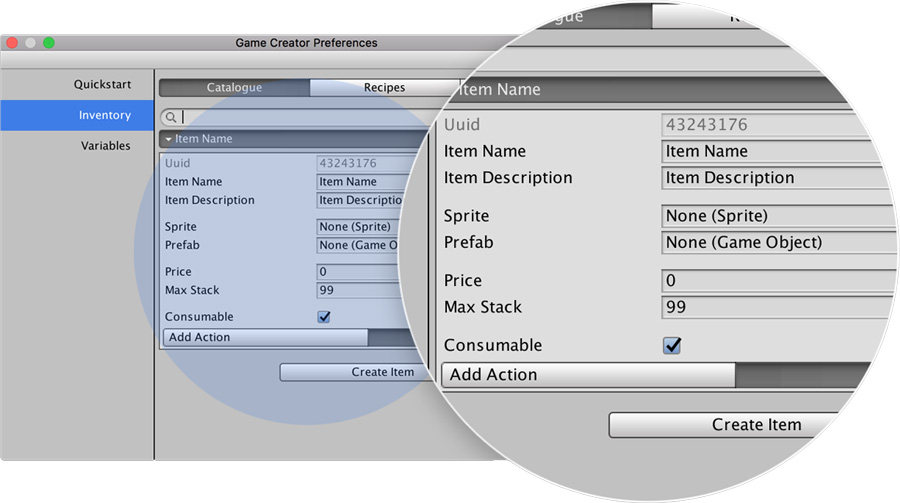 Game Creator Preferences
Quickstart
Inventory
Variables
Catalogue
Recipes
Item Name
Uuid 43243176
Item Name Item Name
Item Description Item Descriptio
Sprite None (Sprite)
Prefab None (Game O
Price 0
Max Stack 99
Consumable
Add Action
Create Item
Item Name
Uuid 43243176
Item Name Item Name
Item Description Item Description
Sprite None (Sprite)
Prefab None (Game Object)
Price 0
Max Stack 99
Consumable
Add Action
Create Item